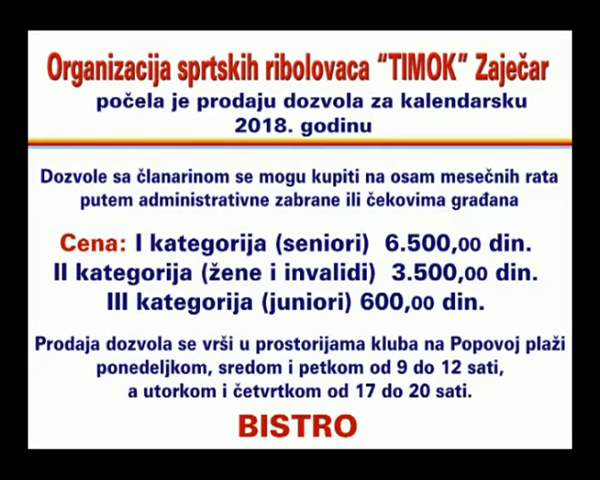 Organizacija sprtskih ribolovaca “TIMOK” Zaječar
počela je prodaju dozvola za kalendarsku
2018. godinu
Dozvole sa članarinom se mogu kupiti na osam mesečnih rata
putem administrativne zabrane ili čekovima građana
Cena: I kategorija (seniori) 6.500,00 din.
II kategorija (žene i invalidi) 3.500,00 din.
III kategorija (juniori) 600,00 din.
Prodaja dozvola se vrši u prostorijama kluba na Popovoj plaži
ponedeljkom, sredom i petkom od 9 do 12 sati,
a utorkom i četvrtkom od 17 do 20 sati.
BISTRO